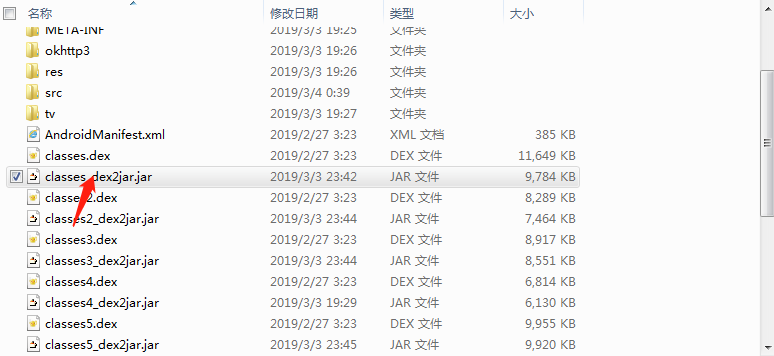 名称 修改日期 类型 大小
META-INF 2019/3/3 19:25 文件夹
okhttp3 2019/3/3 19:26 文件夹
res 2019/3/3 19:26 文件夹
src 2019/3/4 0:39 文件夹
tv 2019/3/3 19:27 文件夹
AndroidManifest.xml 2019/2/27 3:23 XML 文档 385 KB
classes.dex 2019/2/27 3:23 DEX 文件 11,649 KB
classes_dex2jar.jar 2019/3/3 23:42 JAR 文件 9,784 KB
classes2.dex 2019/2/27 3:23 DEX 文件 8,289 KB
classes2_dex2jar.jar 2019/3/3 23:44 JAR 文件 7,464 KB
classes3.dex 2019/2/27 3:23 DEX 文件 8,917 KB
classes3_dex2jar.jar 2019/3/3 23:44 JAR 文件 8,551 KB
classes4.dex 2019/2/27 3:23 DEX 文件 6,814 KB
classes4_dex2jar.jar 2019/3/3 19:29 JAR 文件 6,130 KB
classes5.dex 2019/2/27 3:23 DEX 文件 9,955 KB
classes5_dex2jar.jar 2019/3/3 23:45 JAR 文件 9,920 KB